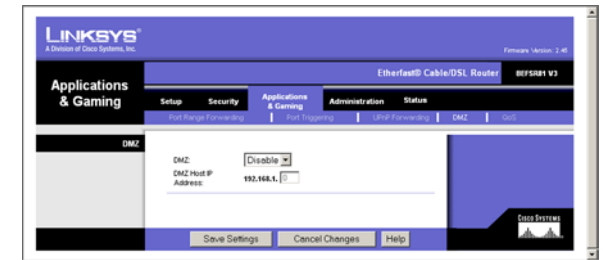 LINKSYS®
A Division of Cisco Systems, Inc.
Firmware Version: 2.45
Etherfast® Cable/DSL Router
BEFSR81 V3
Applications & Gaming
Setup Security Applications & Gaming Administration Status
Port Range Forwarding | Port Triggering | UPnP Forwarding | DMZ | QoS
DMZ
DMZ: Disable
DMZ Host IP Address: 192.168.1. 0
CISCO SYSTEMS
Save Settings Cancel Changes Help